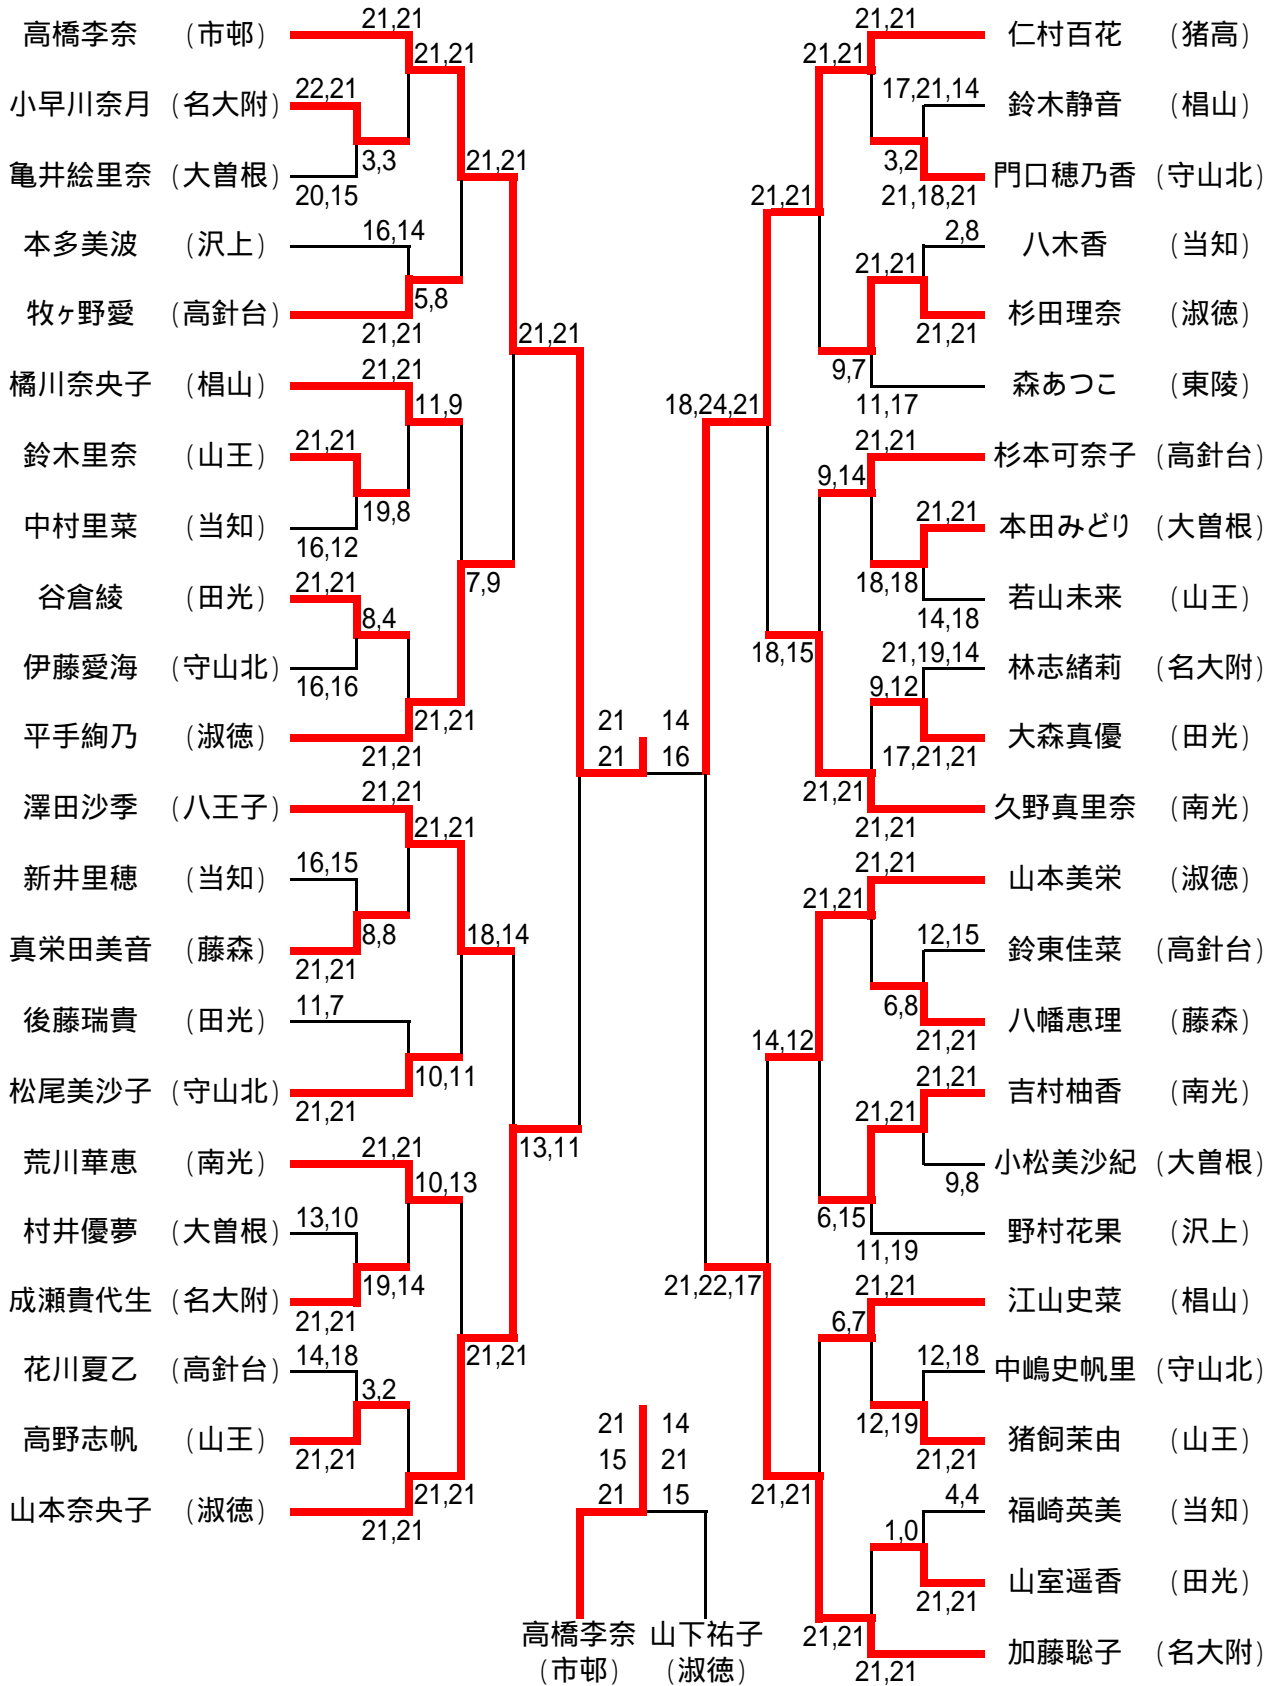 高橋李奈 (市邨) 21,21
21,21
小早川奈月 (名大附) 22,21
3,3
亀井絵里奈 (大曽根) 20,15
21,21
本多美波 (沢上) 16,14
5,8
牧ヶ野愛 (高針台) 21,21
21,21
橘川奈央子 (椙山) 21,21
11,9
鈴木里奈 (山王) 21,21
19,8
中村里菜 (当知) 16,12
7,9
谷倉綾 (田光) 21,21
8,4
伊藤愛海 (守山北) 16,16
21,21
平手絢乃 (淑徳) 21,21
澤田沙季 (八王子) 21,21
21,21
新井里穂 (当知) 16,15
8,8
真栄田美音 (藤森) 21,21
18,14
後藤瑞貴 (田光) 11,7
10,11
松尾美沙子 (守山北) 21,21
13,11
荒川華恵 (南光) 21,21
10,13
村井優夢 (大曽根) 13,10
19,14
成瀬貴代生 (名大附) 21,21
21,21
花川夏乙 (高針台) 14,18
3,2
高野志帆 (山王) 21,21
21,21
山本奈央子 (淑徳) 21,21
21 14
21 16
21 14
15 21
21 15
高橋李奈 山下祐子
(市邨) (淑徳)
21,21 仁村百花 (猪高)
21,21
17,21,14 鈴木静音 (椙山)
3,2
21,18,21 門口穂乃香 (守山北)
21,21
2,8 八木香 (当知)
21,21
21,21 杉田理奈 (淑徳)
9,7
11,17 森あつこ (東陵)
18,24,21
21,21 杉本可奈子 (高針台)
9,14
21,21 本田みどり (大曽根)
18,18
14,18 若山未来 (山王)
18,15
21,19,14 林志緒莉 (名大附)
9,12
17,21,21 大森真優 (田光)
21,21
21,21 久野真里奈 (南光)
21,21 山本美栄 (淑徳)
21,21
12,15 鈴東佳菜 (高針台)
6,8
21,21 八幡恵理 (藤森)
14,12
21,21 吉村柚香 (南光)
21,21
9,8 小松美沙紀 (大曽根)
6,15
11,19 野村花果 (沢上)
21,22,17
21,21 江山史菜 (椙山)
6,7
12,18 中嶋史帆里 (守山北)
12,19
21,21 猪飼茉由 (山王)
21,21
4,4 福崎英美 (当知)
1,0
21,21 山室遥香 (田光)
21,21
21,21 加藤聡子 (名大附)